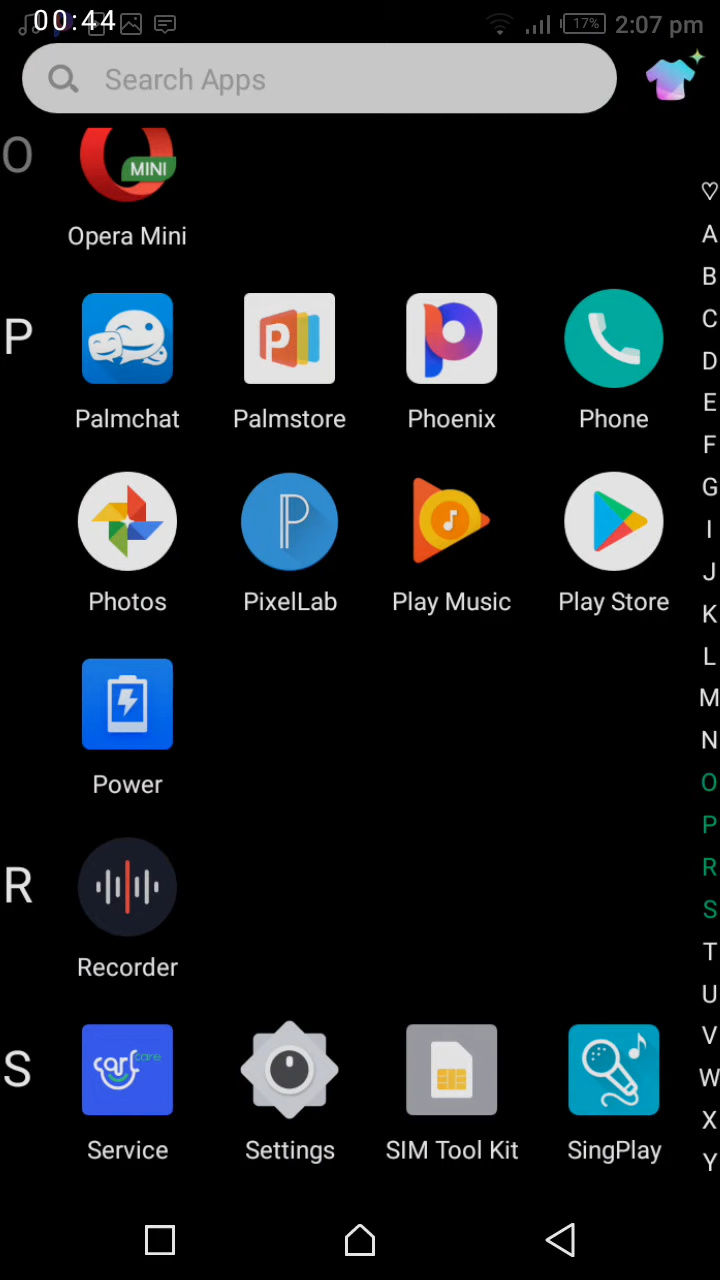 00:44
17% 2:07 pm
Search Apps
O
MINI
Opera Mini
P
Palmchat Palmstore Phoenix Phone
Photos PixelLab Play Music Play Store
Power
R
Recorder
S
carlcare
Service Settings SIM Tool Kit SingPlay
♡
A
B
C
D
E
F
G
I
J
K
L
M
N
O
P
R
S
T
U
V
W
X
Y